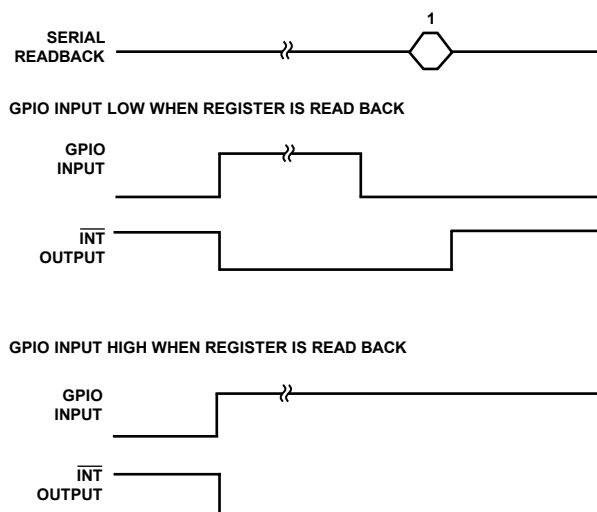 1
SERIAL
READBACK
GPIO INPUT LOW WHEN REGISTER IS READ BACK
GPIO
INPUT
INT
OUTPUT
GPIO INPUT HIGH WHEN REGISTER IS READ BACK
GPIO
INPUT
INT
OUTPUT